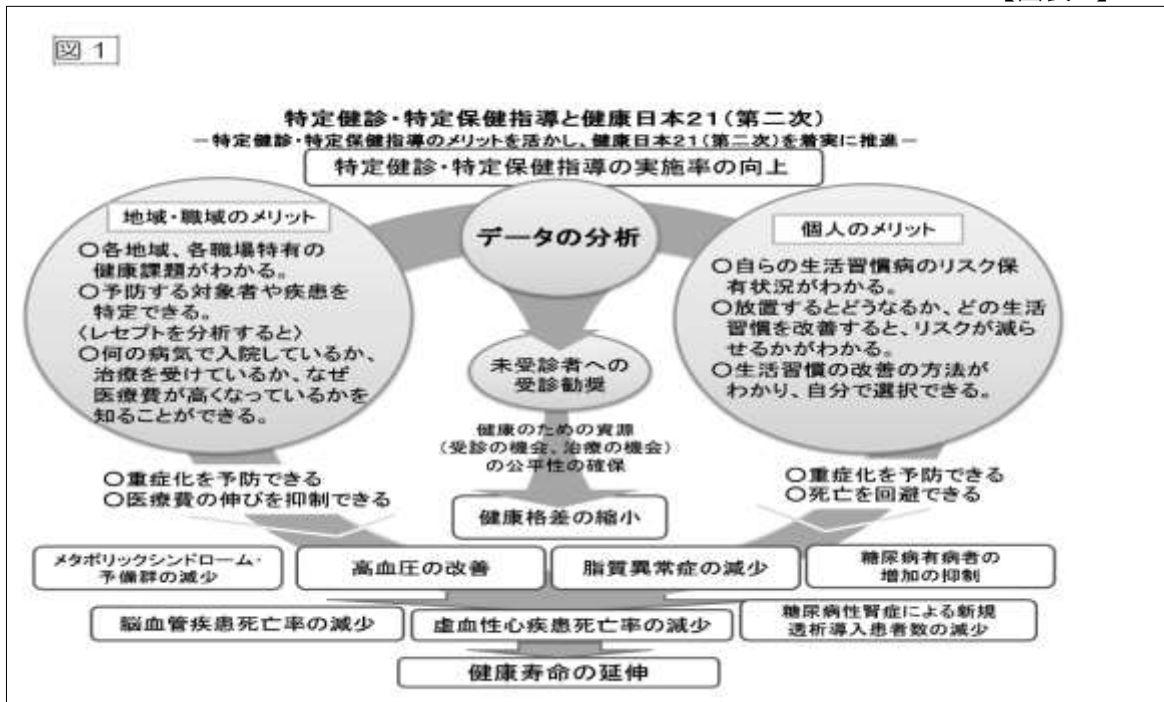 図1
特定健診・特定保健指導と健康日本21(第二次)
－特定健診・特定保健指導のメリットを活かし、健康日本21(第二次)を着実に推進－
特定健診・特定保健指導の実施率の向上
地域・職域のメリット
○各地域、各職場特有の
健康課題がわかる。
○予防する対象者や疾患を
特定できる。
〈レセプトを分析すると〉
○何の病気で入院しているか、
治療を受けているか、なぜ
医療費が高くなっているかを
知ることができる。
データの分析
個人のメリット
○自らの生活習慣病のリスク保
有状況がわかる。
○放置するとどうなるか、どの生活
習慣を改善すると、リスクが減ら
せるかがわかる。
○生活習慣の改善の方法が
わかり、自分で選択できる。
未受診者への
受診勧奨
健康のための資源
(受診の機会、治療の機会)
の公平性の確保
○重症化を予防できる
○医療費の伸びを抑制できる
○重症化を予防できる
○死亡を回避できる
健康格差の縮小
メタボリックシンドローム・
予備群の減少
高血圧の改善
脂質異常症の減少
糖尿病有病者の
増加の抑制
脳血管疾患死亡率の減少
虚血性心疾患死亡率の減少
糖尿病性腎症による新規
透析導入患者数の減少
健康寿命の延伸